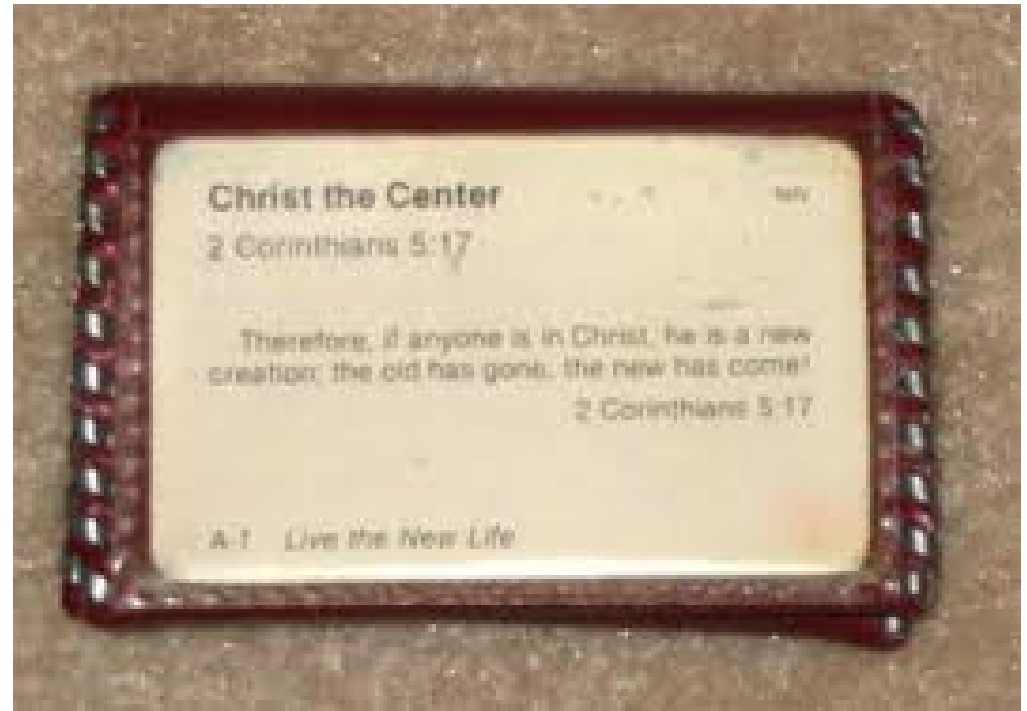 Christ the Center NIV
2 Corinthians 5:17
Therefore, if anyone is in Christ, he is a new
creation; the old has gone, the new has come!
2 Corinthians 5:17
A-1 Live the New Life